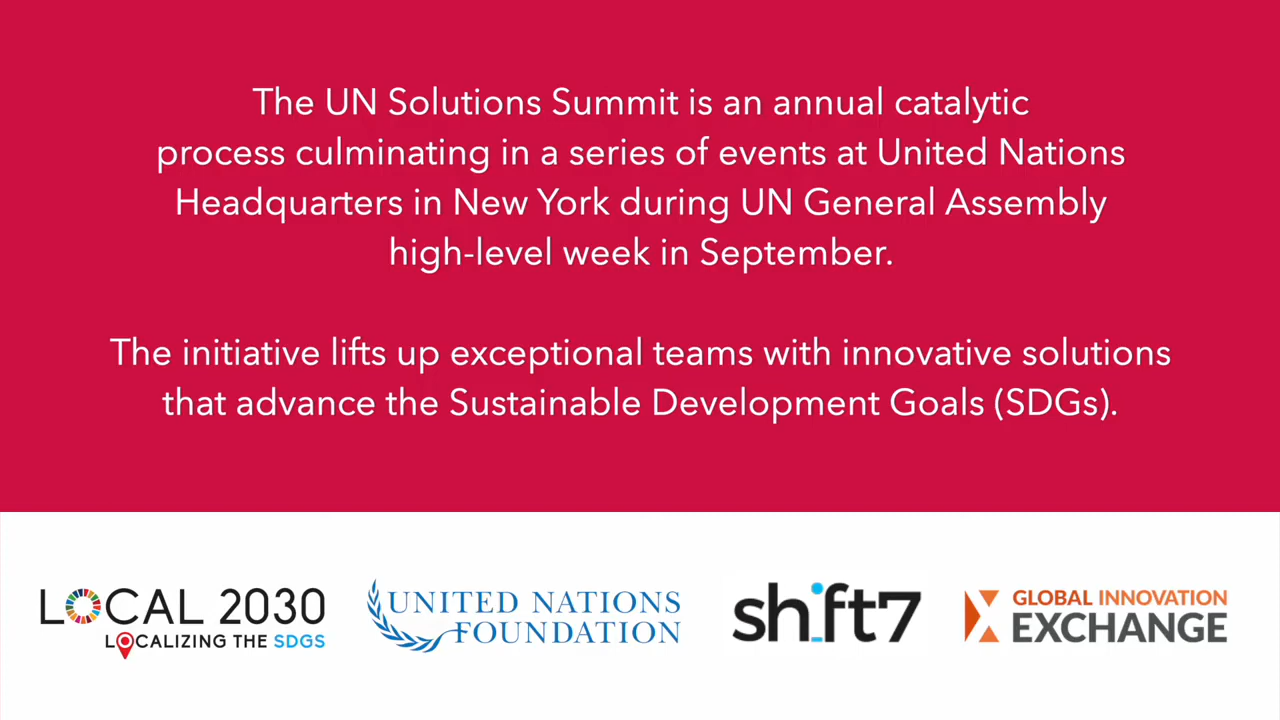 The UN Solutions Summit is an annual catalytic
process culminating in a series of events at United Nations
Headquarters in New York during UN General Assembly
high-level week in September.
The initiative lifts up exceptional teams with innovative solutions
that advance the Sustainable Development Goals (SDGs).
LOCAL 2030
LOCALIZING THE SDGS
UNITED NATIONS
FOUNDATION
shift7
GLOBAL INNOVATION
EXCHANGE